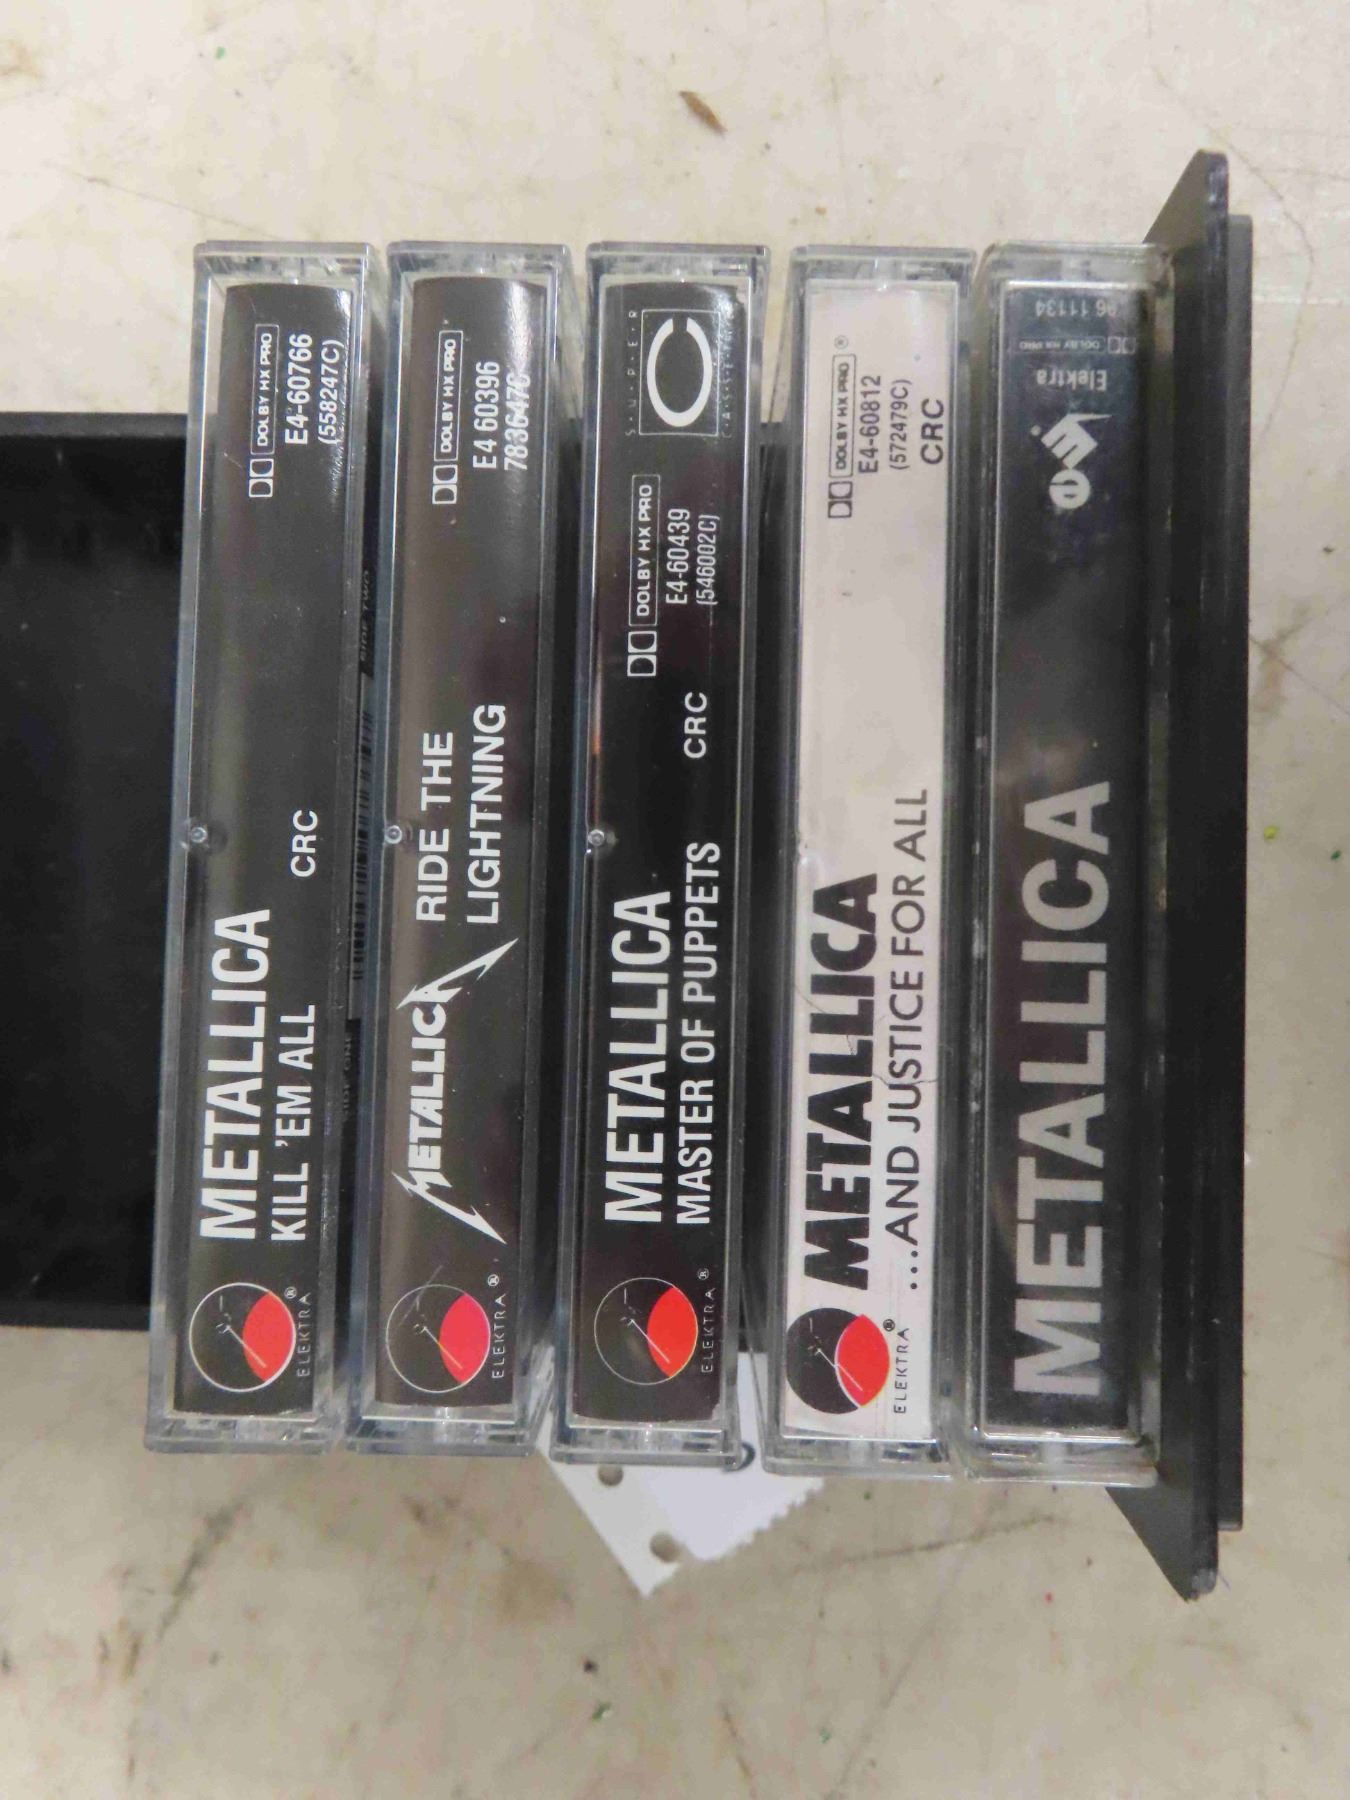 METALLICA
KILL 'EM ALL
CRC
DOLBY HX PRO
E4-60766
(558247C)
ELEKTRA®
METALLICA
RIDE THE
LIGHTNING
DOLBY HX PRO
E4 60396
ELEKTRA®
METALLICA
MASTER OF PUPPETS
CRC
DOLBY HX PRO
E4-60439
(546002C)
S·U·P·E·R
ELEKTRA®
METALLICA
...AND JUSTICE FOR ALL
DOLBY HX PRO®
E4-60812
(572479C)
CRC
ELEKTRA®
METALLICA
Elektra
DOLBY HX PRO
11134